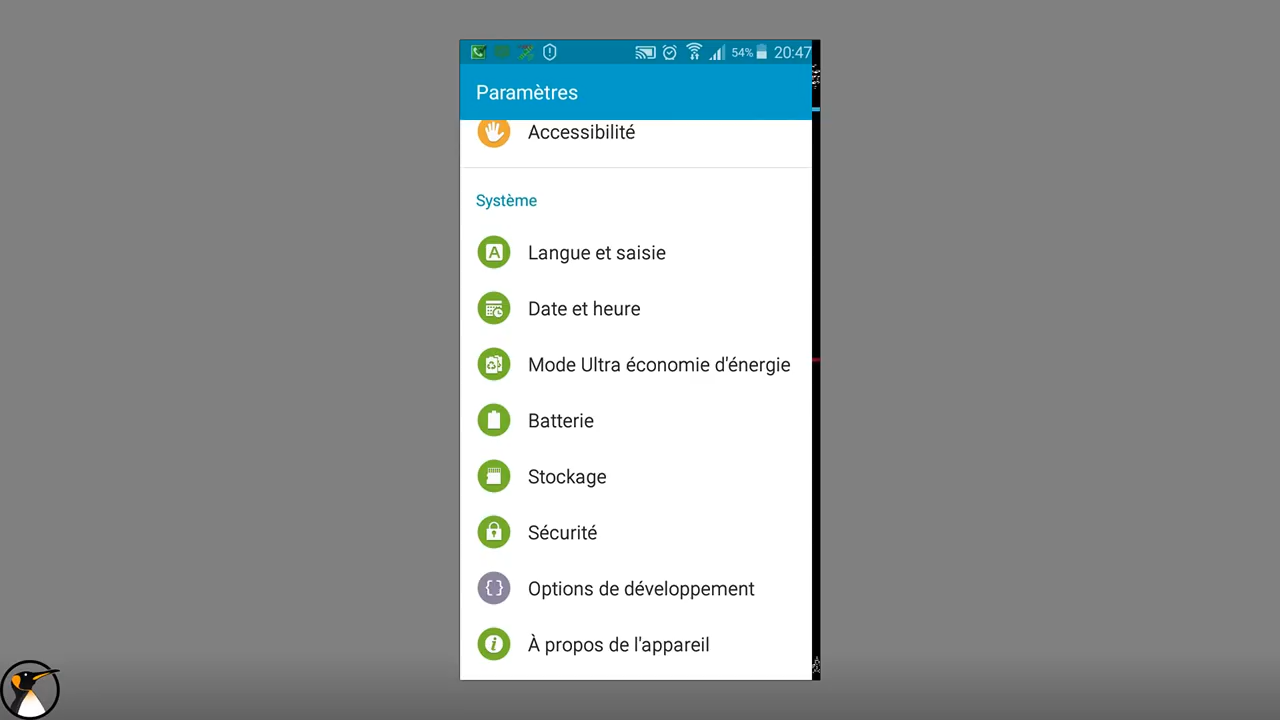 54% 20:47
Paramètres
Accessibilité
Système
Langue et saisie
Date et heure
Mode Ultra économie d'énergie
Batterie
Stockage
Sécurité
Options de développement
À propos de l'appareil